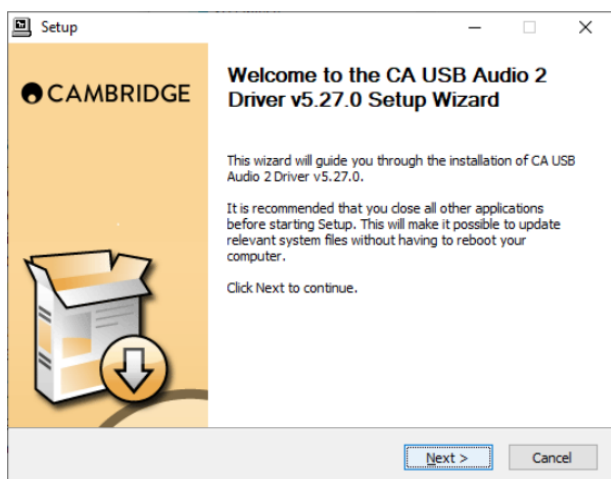 Setup
CAMBRIDGE
Welcome to the CA USB Audio 2
Driver v5.27.0 Setup Wizard
This wizard will guide you through the installation of CA USB
Audio 2 Driver v5.27.0.
It is recommended that you close all other applications
before starting Setup. This will make it possible to update
relevant system files without having to reboot your
computer.
Click Next to continue.
Next >
Cancel